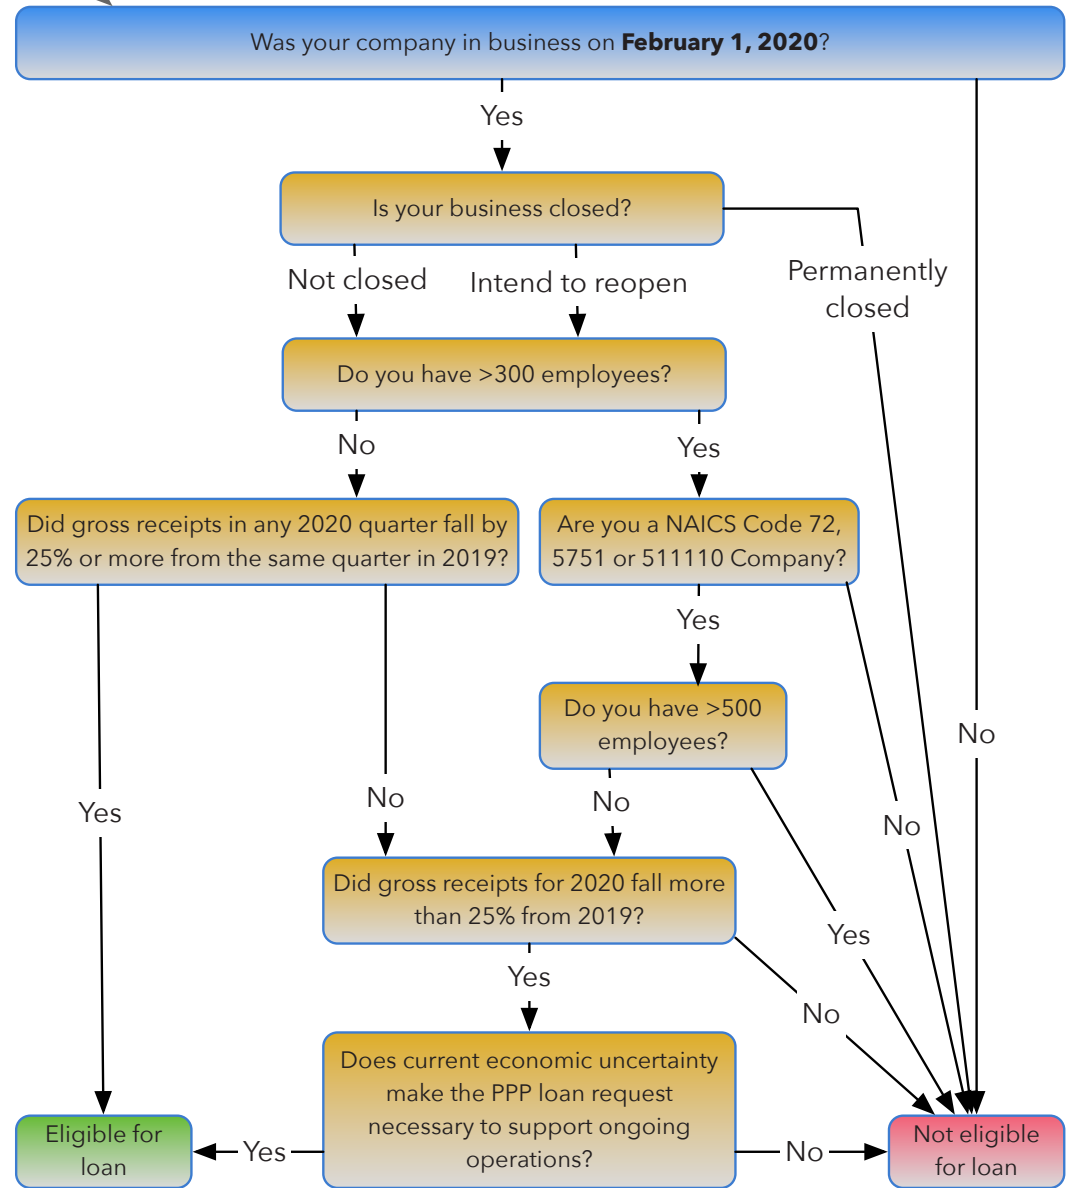 Was your company in business on February 1, 2020?
Yes
Is your business closed?
Not closed
Intend to reopen
Permanently
closed
Do you have >300 employees?
No
Yes
Did gross receipts in any 2020 quarter fall by
25% or more from the same quarter in 2019?
Are you a NAICS Code 72,
5751 or 511110 Company?
Yes
Do you have >500
employees?
No
Yes
No
No
No
Did gross receipts for 2020 fall more
than 25% from 2019?
Yes
Yes
No
Does current economic uncertainty
make the PPP loan request
necessary to support ongoing
operations?
Eligible for
loan
Yes
No
Not eligible
for loan